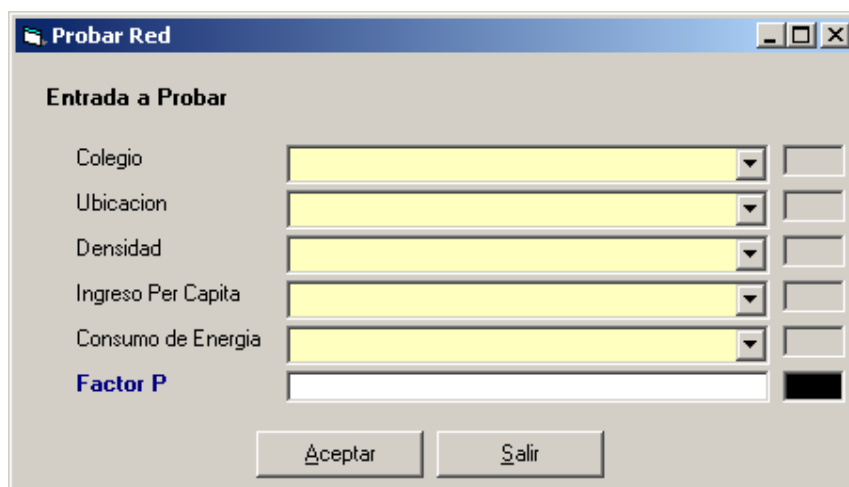 Probar Red
Entrada a Probar
Colegio
Ubicacion
Densidad
Ingreso Per Capita
Consumo de Energia
Factor P
Aceptar Salir